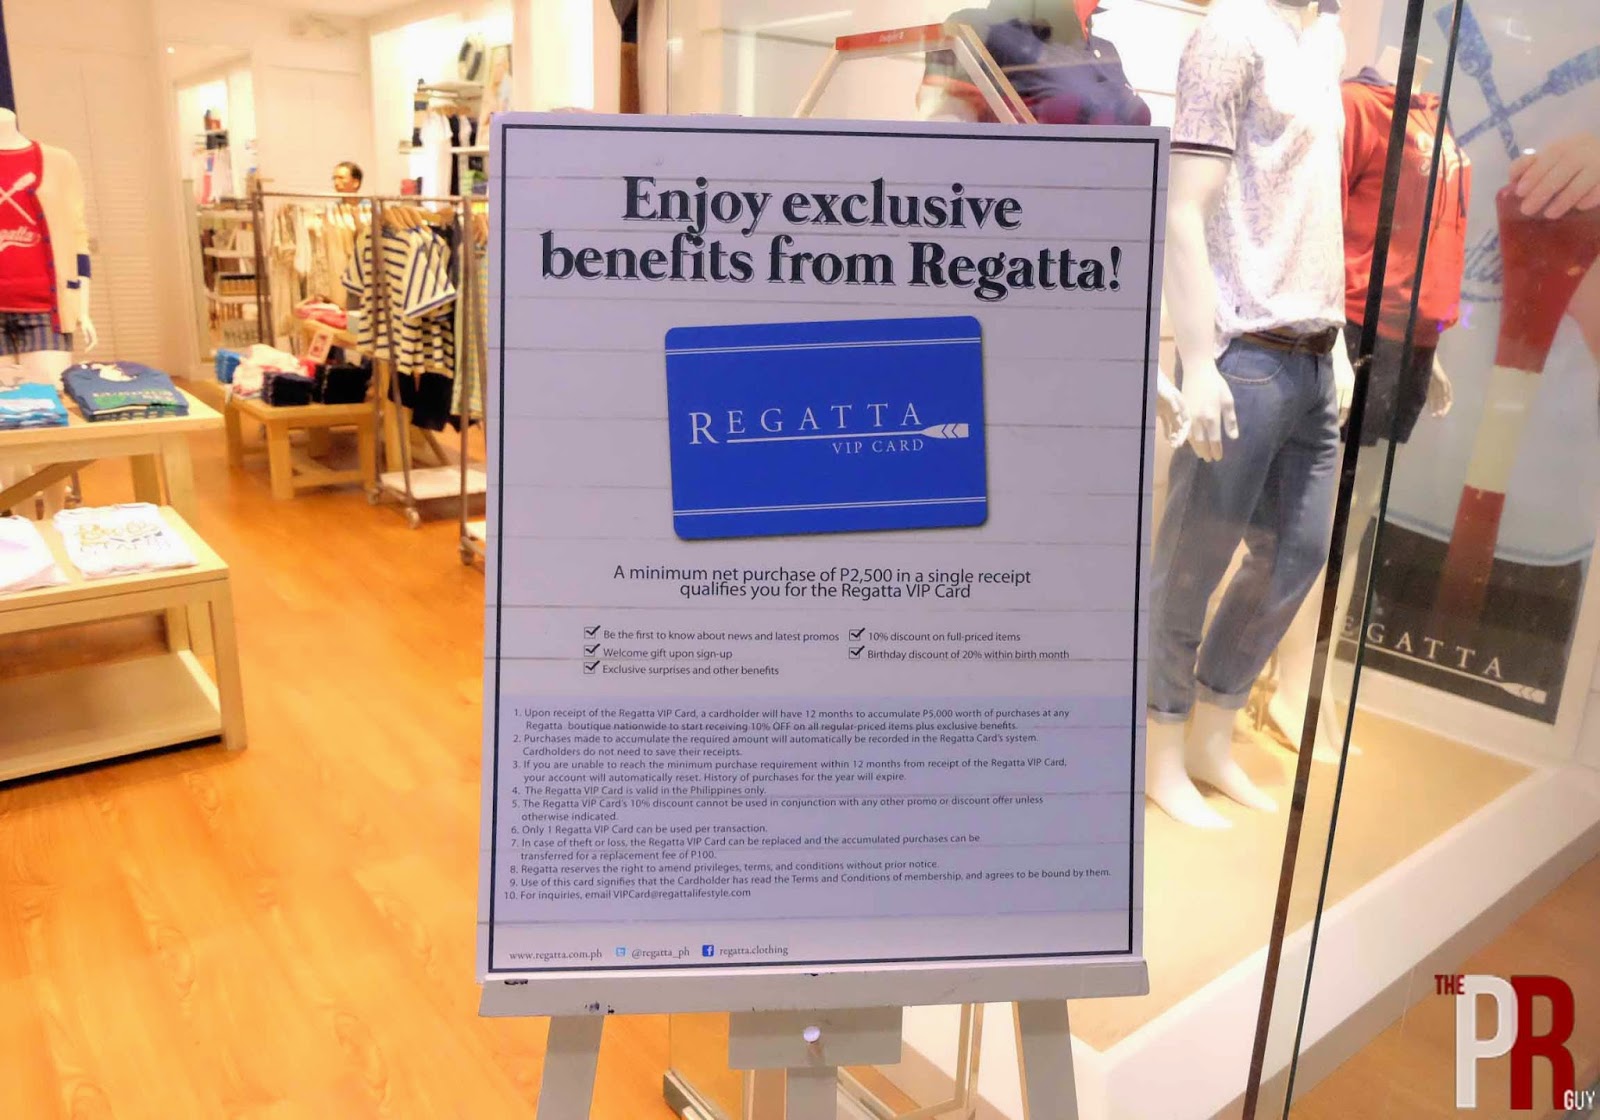 Enjoy exclusive
benefits from Regatta!
REGATTA
VIP CARD
A minimum net purchase of P2,500 in a single receipt
qualifies you for the Regatta VIP Card
Be the first to know about news and latest promos
Welcome gift upon sign-up
Exclusive surprises and other benefits
10% discount on full-priced items
Birthday discount of 20% within birth month
1. Upon receipt of the Regatta VIP Card, a cardholder will have 12 months to accumulate P5,000 worth of purchases at any
Regatta boutique nationwide to start receiving 10% OFF on all regular-priced items plus exclusive benefits.
2. Purchases made to accumulate the required amount will automatically be recorded in the Regatta Card's system.
Cardholders do not need to save their receipts.
3. If you are unable to reach the minimum purchase requirement within 12 months from receipt of the Regatta VIP Card,
your account will automatically reset. History of purchases for the year will expire.
4. The Regatta VIP Card is valid in the Philippines only.
5. The Regatta VIP Card's 10% discount cannot be used in conjunction with any other promo or discount offer unless
otherwise indicated.
6. Only 1 Regatta VIP Card can be used per transaction.
7. In case of theft or loss, the Regatta VIP Card can be replaced and the accumulated purchases can be
transferred for a replacement fee of P100.
8. Regatta reserves the right to amend privileges, terms, and conditions without prior notice.
9. Use of this card signifies that the Cardholder has read the Terms and Conditions of membership, and agrees to be bound by them.
10. For inquiries, email VIPCard@regattalifestyle.com
www.regatta.com.ph @regatta_ph regatta.clothing
EGATTA
THE PR GUY